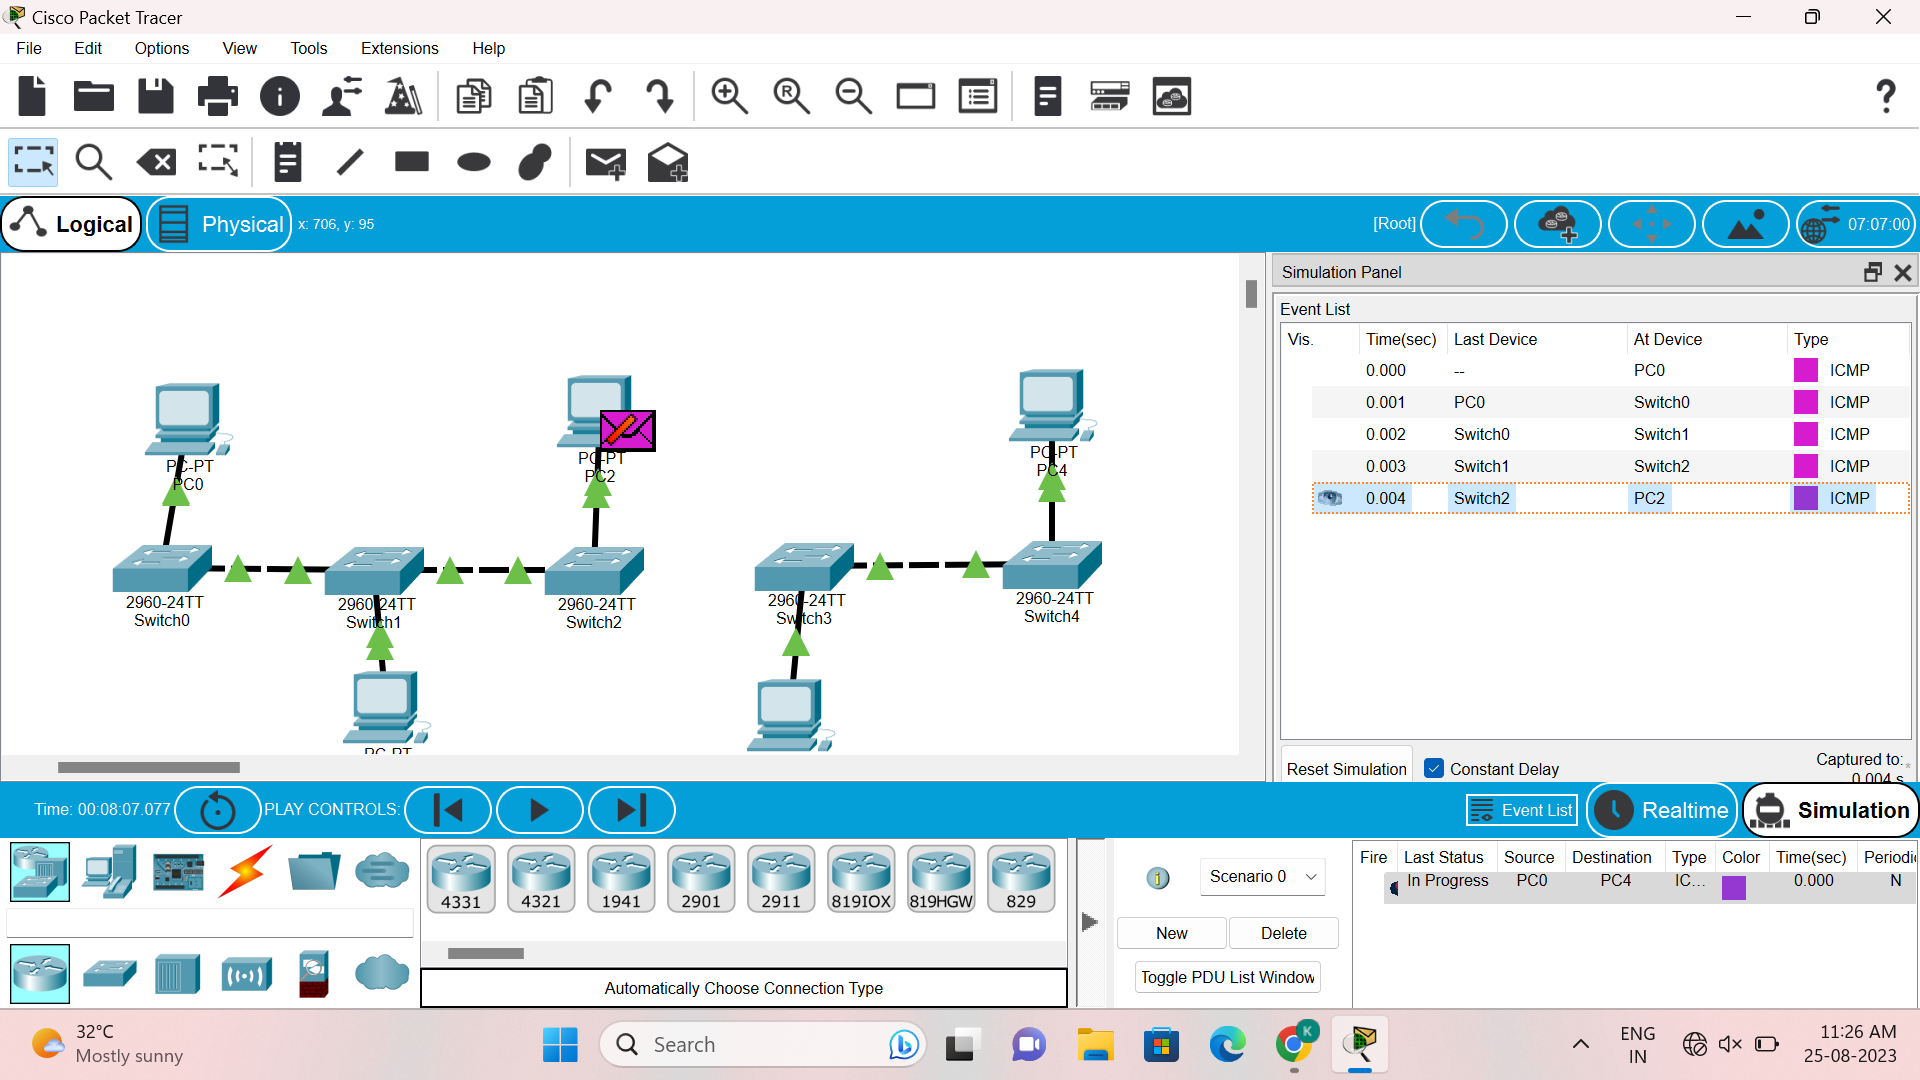 Cisco Packet Tracer
File Edit Options View Tools Extensions Help
Logical Physical x: 706, y: 95 [Root] 07:07:00
Simulation Panel
Event List
Vis. Time(sec) Last Device At Device Type
0.000 -- PC0 ICMP
0.001 PC0 Switch0 ICMP
0.002 Switch0 Switch1 ICMP
0.003 Switch1 Switch2 ICMP
0.004 Switch2 PC2 ICMP
PC-PT
PC0
PC-PT
PC2
PC-PT
PC4
2960-24TT
Switch0
2960-24TT
Switch1
2960-24TT
Switch2
2960-24TT
Switch3
2960-24TT
Switch4
PC-PT
Reset Simulation Constant Delay Captured to:
0.004 s
Time: 00:08:07.077 PLAY CONTROLS: Event List Realtime Simulation
4331 4321 1941 2901 2911 819IOX 819HGW 829
Automatically Choose Connection Type
Scenario 0
New Delete
Toggle PDU List Window
Fire Last Status Source Destination Type Color Time(sec) Periodic
In Progress PC0 PC4 IC... 0.000 N
32°C
Mostly sunny
Search
ENG
IN
11:26 AM
25-08-2023